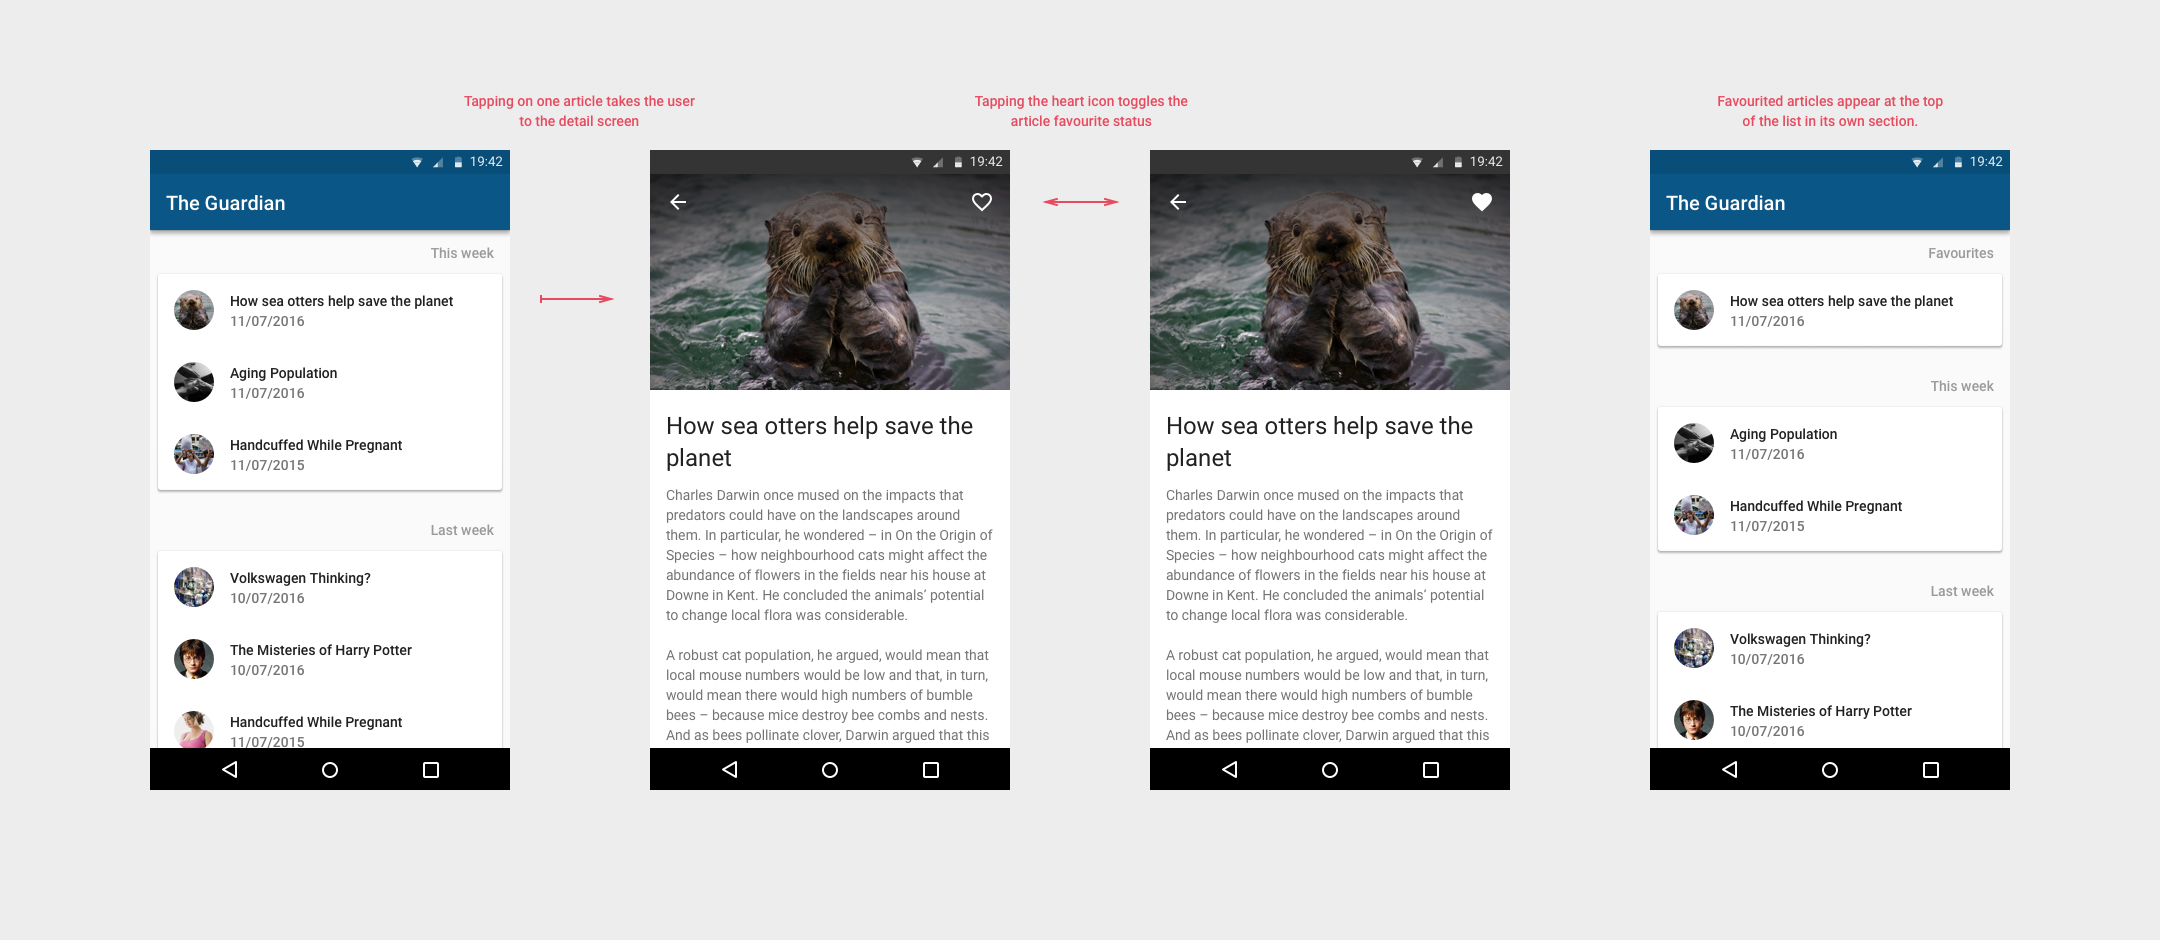 Tapping on one article takes the user
to the detail screen
Tapping the heart icon toggles the
article favourite status
Favourited articles appear at the top
of the list in its own section.
19:42
The Guardian
This week
How sea otters help save the planet
11/07/2016
Aging Population
11/07/2016
Handcuffed While Pregnant
11/07/2015
Last week
Volkswagen Thinking?
10/07/2016
The Misteries of Harry Potter
10/07/2016
Handcuffed While Pregnant
11/07/2015
19:42
How sea otters help save the
planet
Charles Darwin once mused on the impacts that
predators could have on the landscapes around
them. In particular, he wondered – in On the Origin of
Species – how neighbourhood cats might affect the
abundance of flowers in the fields near his house at
Downe in Kent. He concluded the animals’ potential
to change local flora was considerable.
A robust cat population, he argued, would mean that
local mouse numbers would be low and that, in turn,
would mean there would high numbers of bumble
bees – because mice destroy bee combs and nests.
And as bees pollinate clover, Darwin argued that this
19:42
How sea otters help save the
planet
Charles Darwin once mused on the impacts that
predators could have on the landscapes around
them. In particular, he wondered – in On the Origin of
Species – how neighbourhood cats might affect the
abundance of flowers in the fields near his house at
Downe in Kent. He concluded the animals’ potential
to change local flora was considerable.
A robust cat population, he argued, would mean that
local mouse numbers would be low and that, in turn,
would mean there would high numbers of bumble
bees – because mice destroy bee combs and nests.
And as bees pollinate clover, Darwin argued that this
19:42
The Guardian
Favourites
How sea otters help save the planet
11/07/2016
This week
Aging Population
11/07/2016
Handcuffed While Pregnant
11/07/2015
Last week
Volkswagen Thinking?
10/07/2016
The Misteries of Harry Potter
10/07/2016